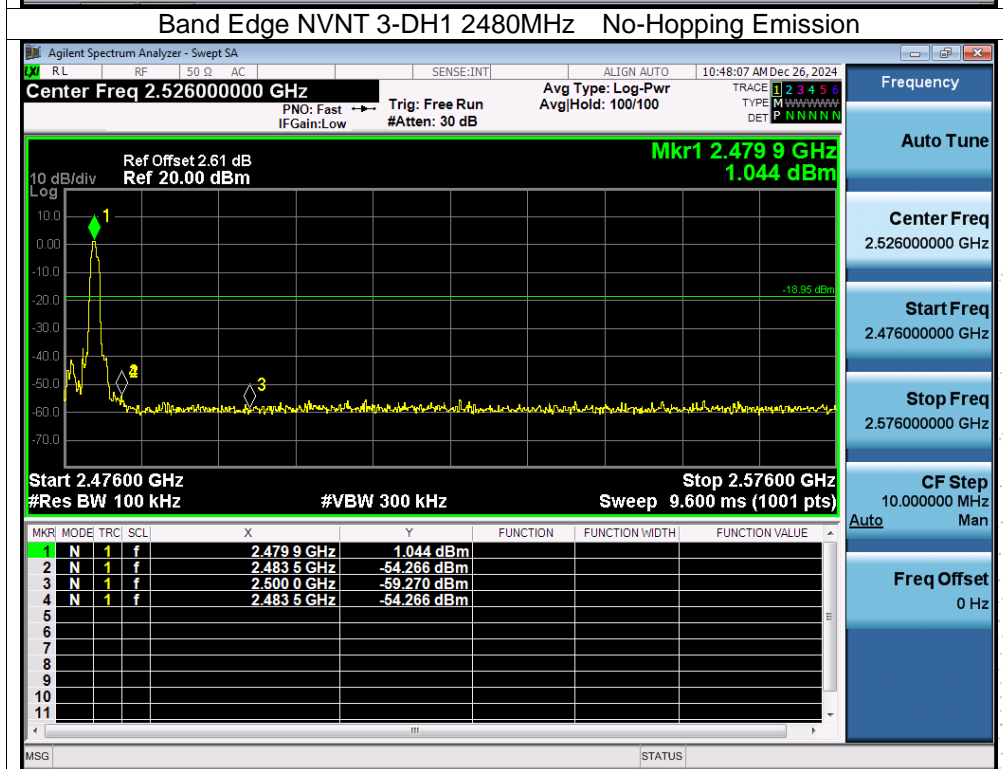 Band Edge NVNT 3-DH1 2480MHz No-Hopping Emission
Agilent Spectrum Analyzer - Swept SA
LXI RL RF 50 Ω AC SENSE:INT ALIGN AUTO 10:48:07 AM Dec 26, 2024
Center Freq 2.526000000 GHz
PNO: Fast
IFGain:Low
Trig: Free Run
#Atten: 30 dB
Avg Type: Log-Pwr
Avg|Hold: 100/100
TRACE 1 2 3 4 5 6
TYPE M WWWWW
DET P N N N N N
Frequency
Auto Tune
Center Freq
2.526000000 GHz
Start Freq
2.476000000 GHz
Stop Freq
2.576000000 GHz
CF Step
10.000000 MHz
Auto Man
Freq Offset
0 Hz
Mkr1 2.479 9 GHz
1.044 dBm
Ref Offset 2.61 dB
10 dB/div Ref 20.00 dBm
Log
10.0
0.00
-10.0
-20.0
-30.0
-40.0
-50.0
-60.0
-70.0
1
-18.95 dBm
2
3
Start 2.47600 GHz Stop 2.57600 GHz
#Res BW 100 kHz #VBW 300 kHz Sweep 9.600 ms (1001 pts)
MKR MODE TRC SCL X Y FUNCTION FUNCTION WIDTH FUNCTION VALUE
1 N 1 f 2.479 9 GHz 1.044 dBm
2 N 1 f 2.483 5 GHz -54.266 dBm
3 N 1 f 2.500 0 GHz -59.270 dBm
4 N 1 f 2.483 5 GHz -54.266 dBm
5
6
7
8
9
10
11
MSG STATUS